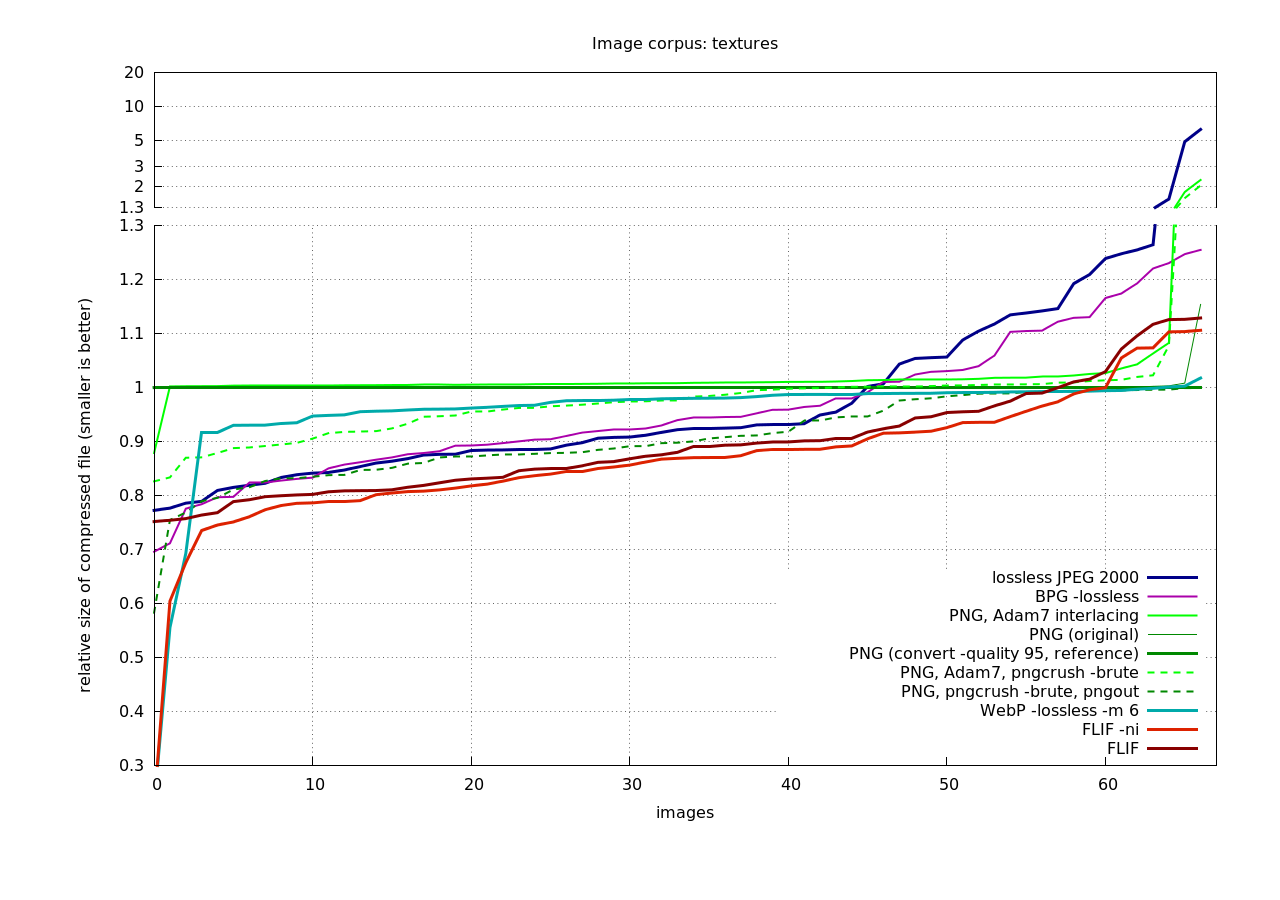 Image corpus: textures
20
10
5
3
2
1.3
1.3
1.2
1.1
1
0.9
0.8
0.7
0.6
0.5
0.4
0.3
relative size of compressed file (smaller is better)
lossless JPEG 2000
BPG -lossless
PNG, Adam7 interlacing
PNG (original)
PNG (convert -quality 95, reference)
PNG, Adam7, pngcrush -brute
PNG, pngcrush -brute, pngout
WebP -lossless -m 6
FLIF -ni
FLIF
0 10 20 30 40 50 60
images